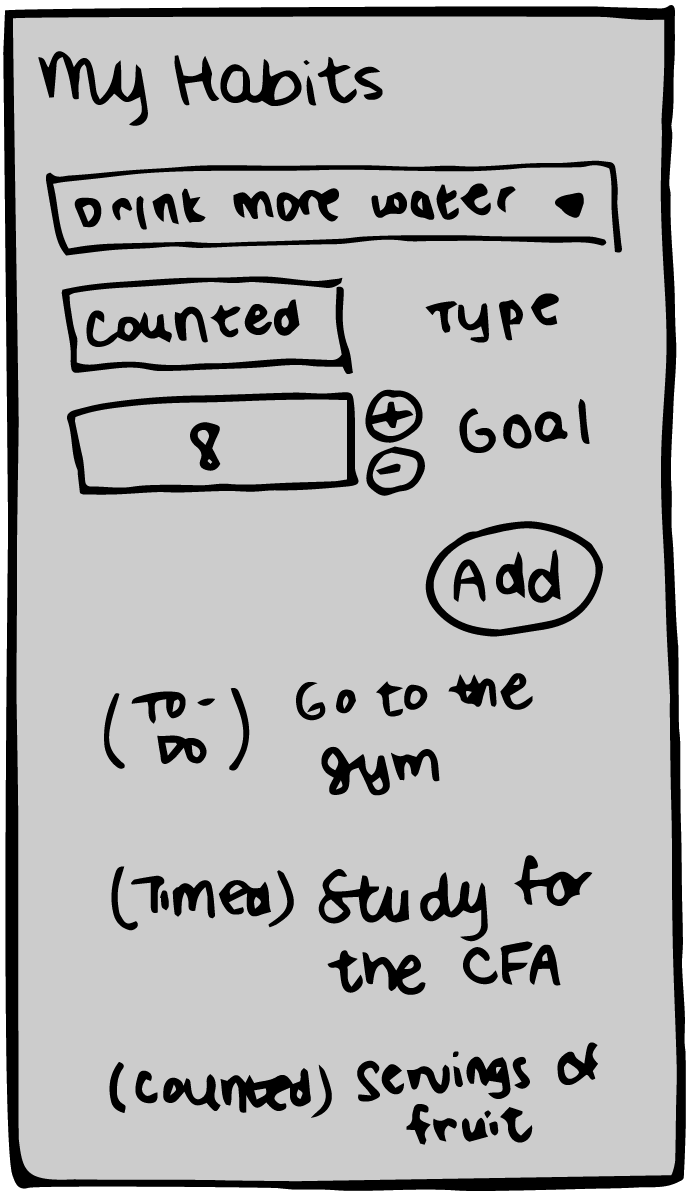 My Habits
Drink more water
Counted Type
8 + - Goal
Add
(To-Do) Go to the
gym
(Timed) Study for
the CFA
(Counted) Servings of
fruit